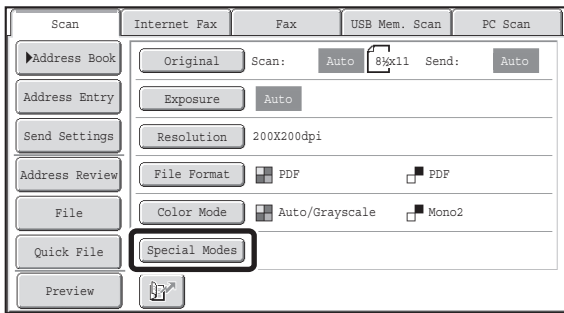 Scan Internet Fax Fax USB Mem. Scan PC Scan
Address Book Original Scan: Auto 8½x11 Send: Auto
Address Entry Exposure Auto
Send Settings Resolution 200X200dpi
Address Review File Format PDF PDF
File Color Mode Auto/Grayscale Mono2
Quick File Special Modes
Preview